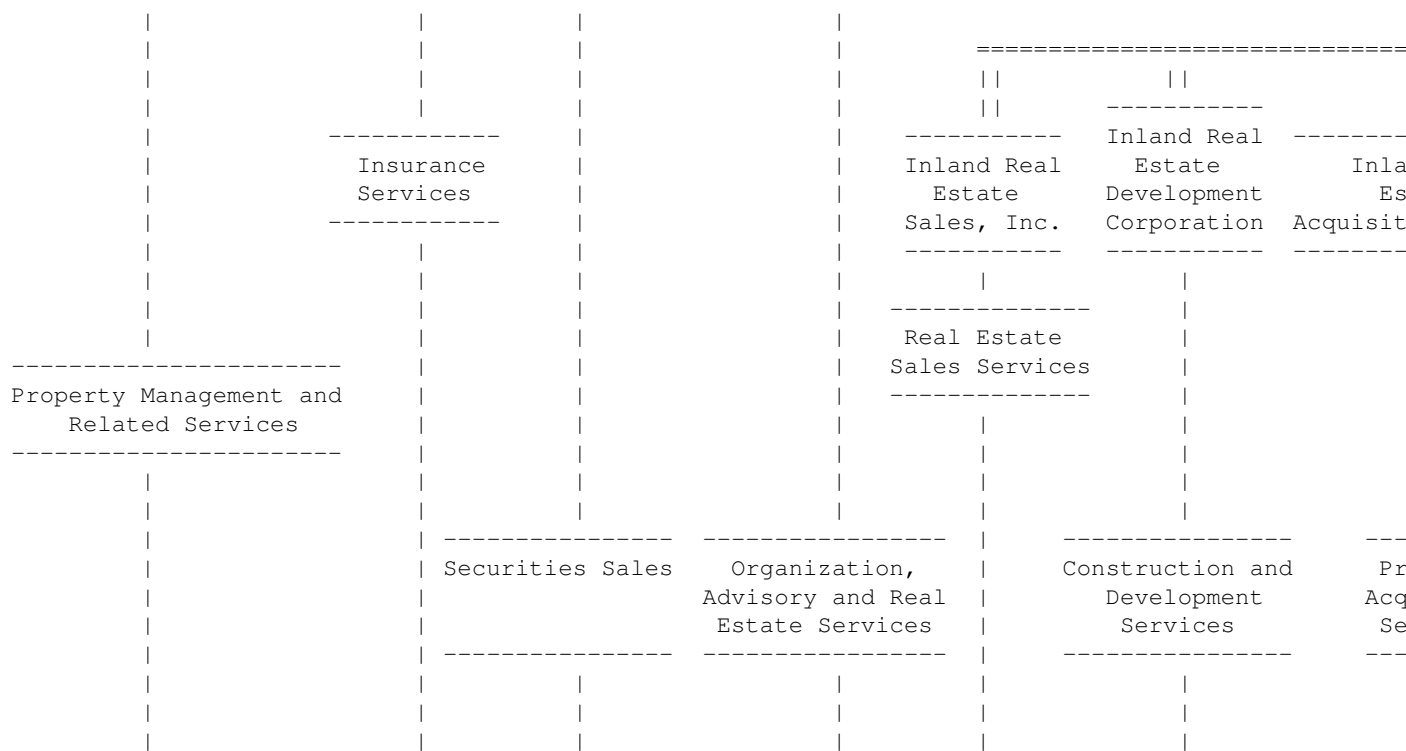 Inland Real
Insurance Inland Real Estate
Services Estate Development
Sales, Inc. Corporation
Real Estate
Sales Services
Property Management and
Related Services
Securities Sales Organization, Construction and
Advisory and Real Development
Estate Services Services